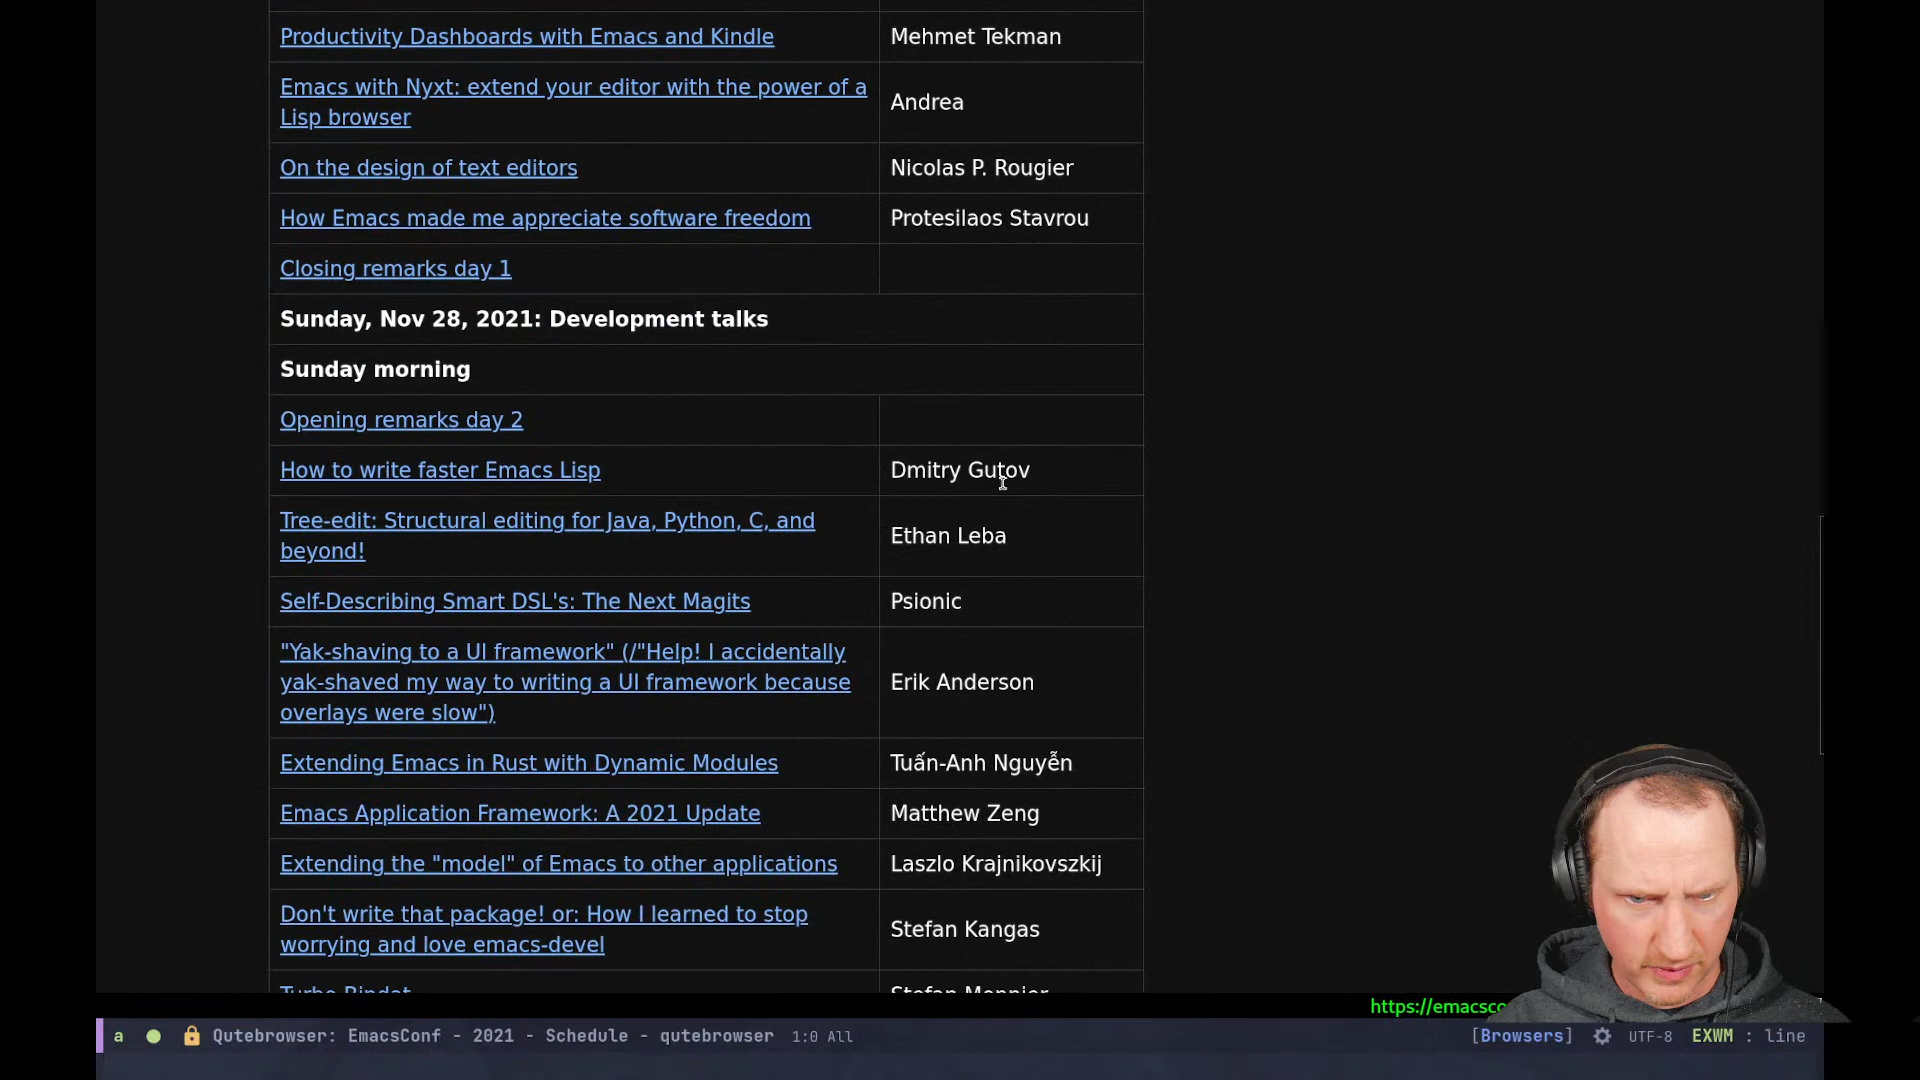 Productivity Dashboards with Emacs and Kindle
Mehmet Tekman
Emacs with Nyxt: extend your editor with the power of a
Lisp browser
Andrea
On the design of text editors
Nicolas P. Rougier
How Emacs made me appreciate software freedom
Protesilaos Stavrou
Closing remarks day 1
Sunday, Nov 28, 2021: Development talks
Sunday morning
Opening remarks day 2
How to write faster Emacs Lisp
Dmitry Gutov
Tree-edit: Structural editing for Java, Python, C, and
beyond!
Ethan Leba
Self-Describing Smart DSL's: The Next Magits
Psionic
"Yak-shaving to a UI framework" (/"Help! I accidentally
yak-shaved my way to writing a UI framework because
overlays were slow")
Erik Anderson
Extending Emacs in Rust with Dynamic Modules
Tuấn-Anh Nguyễn
Emacs Application Framework: A 2021 Update
Matthew Zeng
Extending the "model" of Emacs to other applications
Laszlo Krajnikovszkij
Don't write that package! or: How I learned to stop
worrying and love emacs-devel
Stefan Kangas
Turbo Bindat
Stefan Monnier
https://emacsco
a Qutebrowser: EmacsConf - 2021 - Schedule - qutebrowser 1:0 All [Browsers] UTF-8 EXWM : line